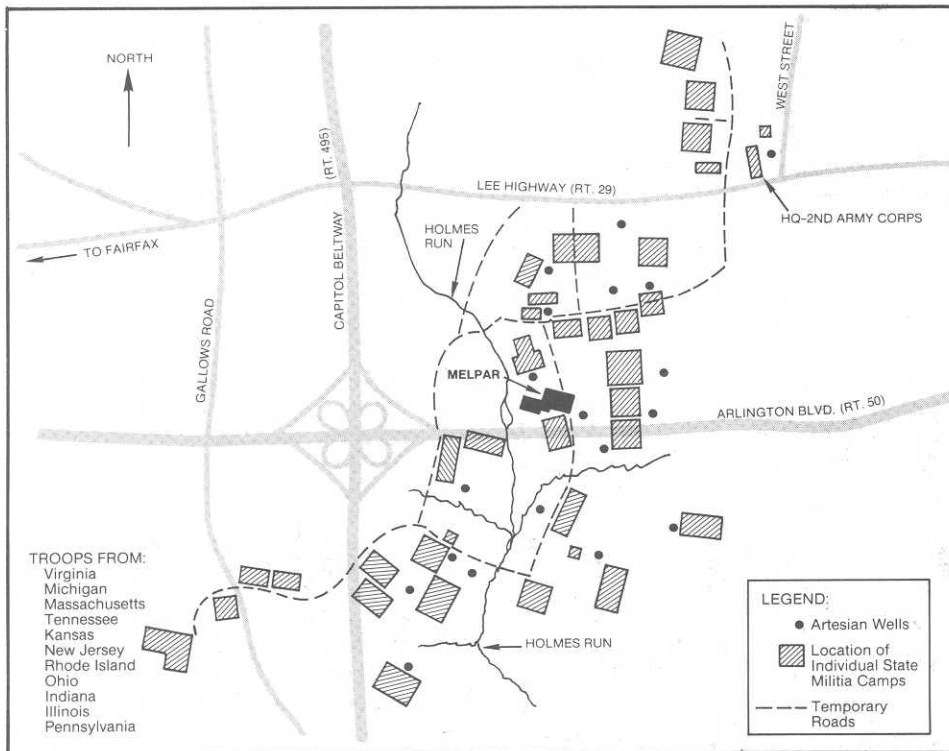 NORTH
(RT. 495)
WEST STREET
LEE HIGHWAY (RT. 29)
HQ-2ND ARMY CORPS
HOLMES
RUN
TO FAIRFAX
CAPITOL BELTWAY
GALLOWS ROAD
MELPAR
ARLINGTON BLVD. (RT. 50)
TROOPS FROM:
Virginia
Michigan
Massachusetts
Tennessee
Kansas
New Jersey
Rhode Island
Ohio
Indiana
Illinois
Pennsylvania
HOLMES RUN
LEGEND:
Artesian Wells
Location of
Individual State
Militia Camps
Temporary
Roads